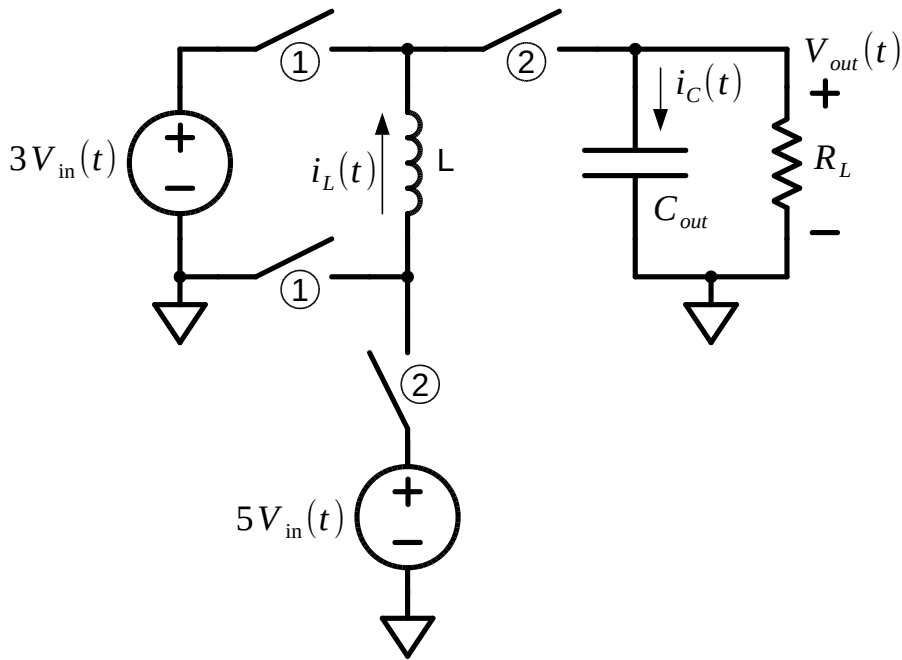 ①
②
V_out(t)
+
i_C(t)
3V_in(t)
+
−
i_L(t)
L
R_L
C_out
−
①
②
5V_in(t)
+
−